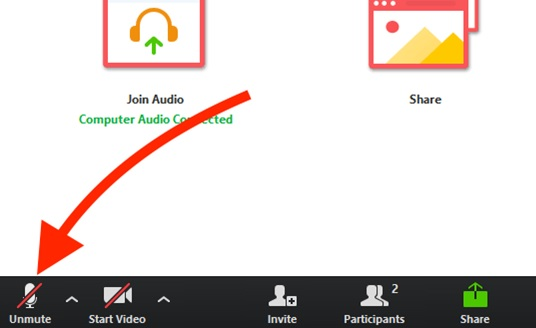 Join Audio
Share
Computer Audio Connected
2
Unmute
Start Video
Invite
Participants
Share